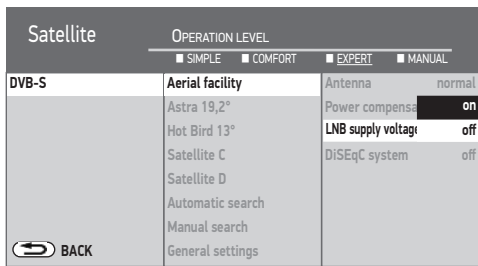 Satellite
OPERATION LEVEL
SIMPLE COMFORT EXPERT MANUAL
DVB-S Aerial facility Antenna normal
Astra 19,2° Power compensa on
Hot Bird 13° LNB supply voltage off
Satellite C DiSEqC system off
Satellite D
Automatic search
Manual search
BACK General settings